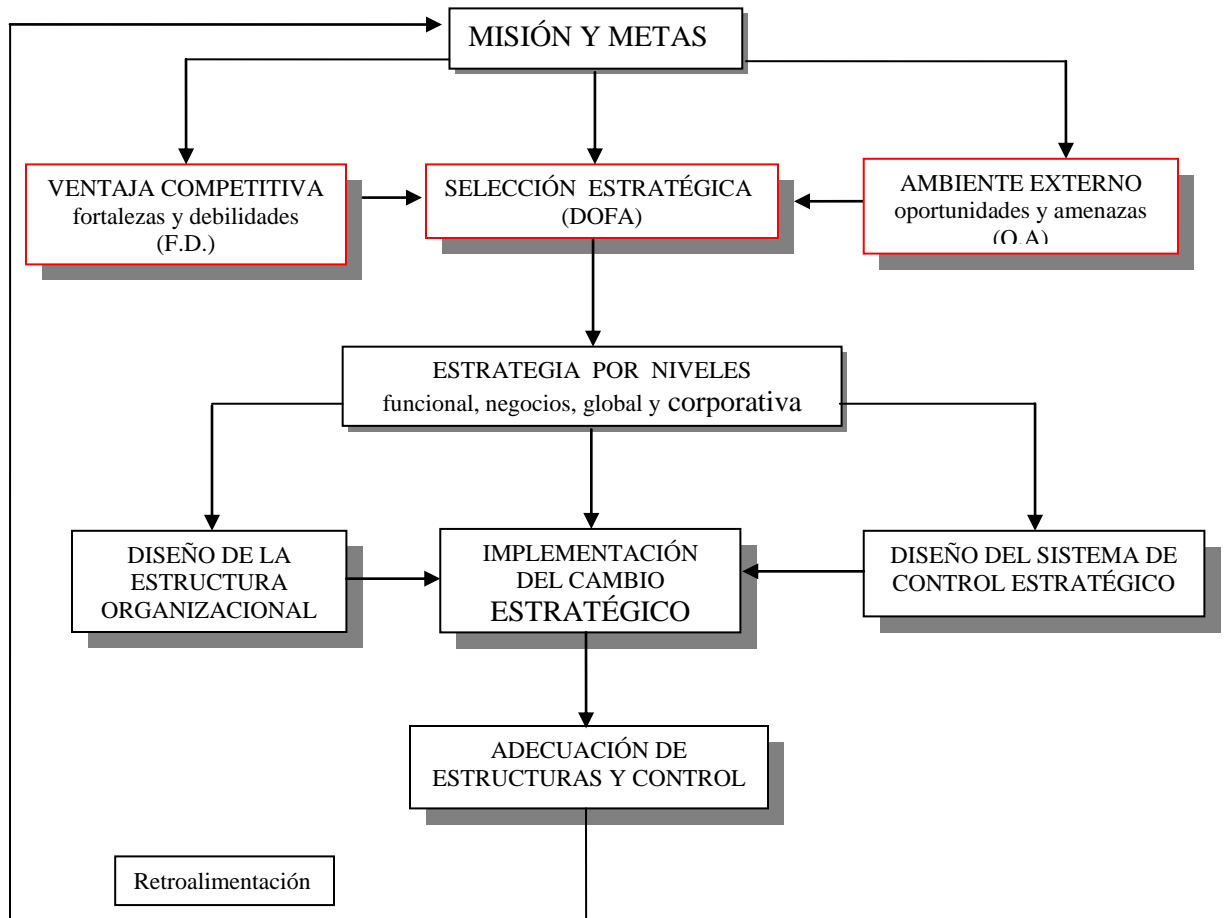 MISIÓN Y METAS
VENTAJA COMPETITIVA
fortalezas y debilidades
(F.D.)
SELECCIÓN ESTRATÉGICA
(DOFA)
AMBIENTE EXTERNO
oportunidades y amenazas
(O.A)
ESTRATEGIA POR NIVELES
funcional, negocios, global y corporativa
DISEÑO DE LA
ESTRUCTURA
ORGANIZACIONAL
IMPLEMENTACIÓN
DEL CAMBIO
ESTRATÉGICO
DISEÑO DEL SISTEMA DE
CONTROL ESTRATÉGICO
ADECUACIÓN DE
ESTRUCTURAS Y CONTROL
Retroalimentación